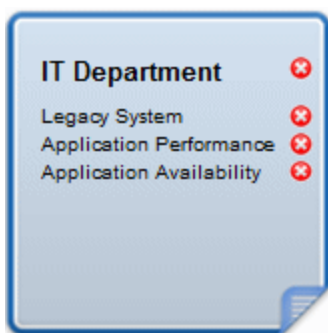 IT Department
Legacy System
Application Performance
Application Availability